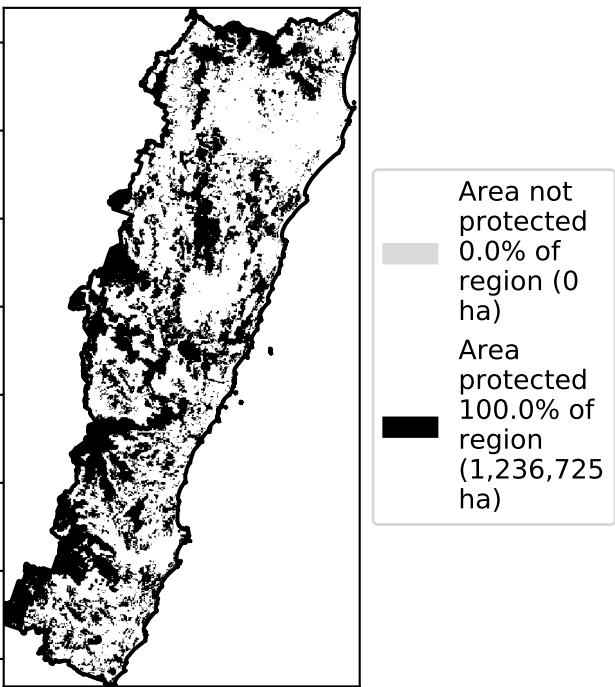 Area not
protected
0.0% of
region (0
ha)
Area
protected
100.0% of
region
(1,236,725
ha)